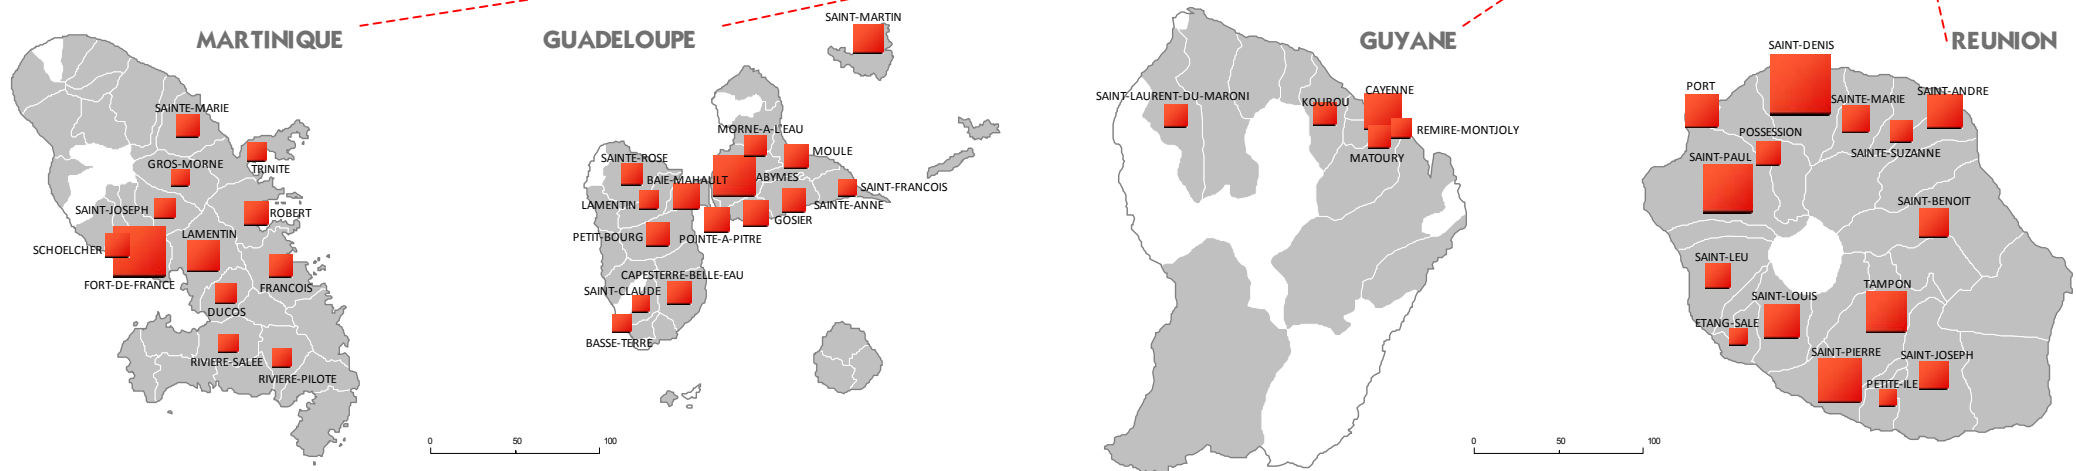 MARTINIQUE
SAINTE-MARIE
TRINITE
GROS-MORNE
SAINT-JOSEPH
ROBERT
SCHOELCHER
LAMENTIN
FORT-DE-FRANCE
FRANCOIS
DUCOS
RIVIERE-SALEE
RIVIERE-PILOTE
GUADELOUPE
SAINT-MARTIN
MORNE-A-L'EAU
MOULE
SAINTE-ROSE
BAIE-MAHAULT
ABYMES
SAINT-FRANCOIS
LAMENTIN
SAINTE-ANNE
GOSIER
PETIT-BOURG
POINTE-A-PITRE
CAPESTERRE-BELLE-EAU
SAINT-CLAUDE
BASSE-TERRE
0 50 100
GUYANE
SAINT-LAURENT-DU-MARONI
KOUROU
CAYENNE
REMIRE-MONTJOLY
MATOURY
0 50 100
REUNION
SAINT-DENIS
PORT
SAINTE-MARIE
SAINT-ANDRE
POSSESSION
SAINTE-SUZANNE
SAINT-PAUL
SAINT-BENOIT
SAINT-LEU
SAINT-LOUIS
TAMPON
ETANG-SALE
SAINT-PIERRE
SAINT-JOSEPH
PETITE-ILE